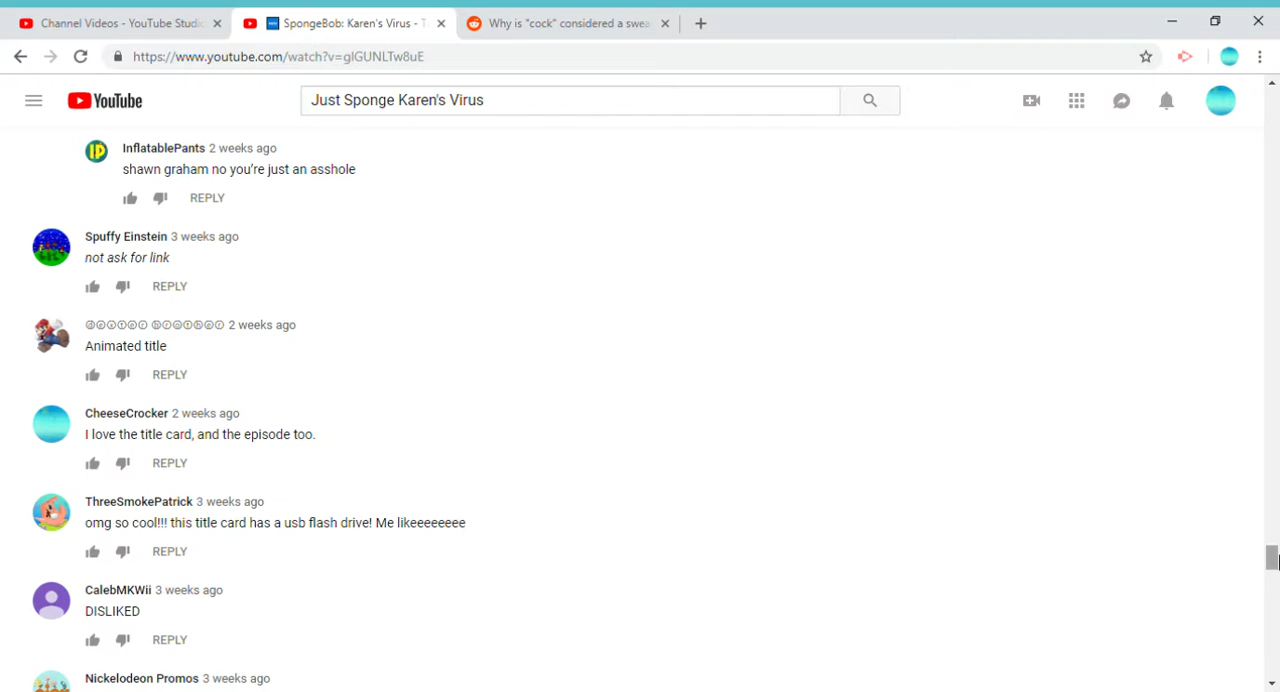 Channel Videos - YouTube Studio
SpongeBob: Karen's Virus - T
Why is "cock" considered a swea
https://www.youtube.com/watch?v=gIGUNLTw8uE
YouTube
Just Sponge Karen's Virus
InflatablePants 2 weeks ago
shawn graham no you're just an asshole
REPLY
Spuffy Einstein 3 weeks ago
not ask for link
REPLY
2 weeks ago
Animated title
REPLY
CheeseCrocker 2 weeks ago
I love the title card, and the episode too.
REPLY
ThreeSmokePatrick 3 weeks ago
omg so cool!!! this title card has a usb flash drive! Me likeeeeeeee
REPLY
CalebMKWii 3 weeks ago
DISLIKED
REPLY
Nickelodeon Promos 3 weeks ago